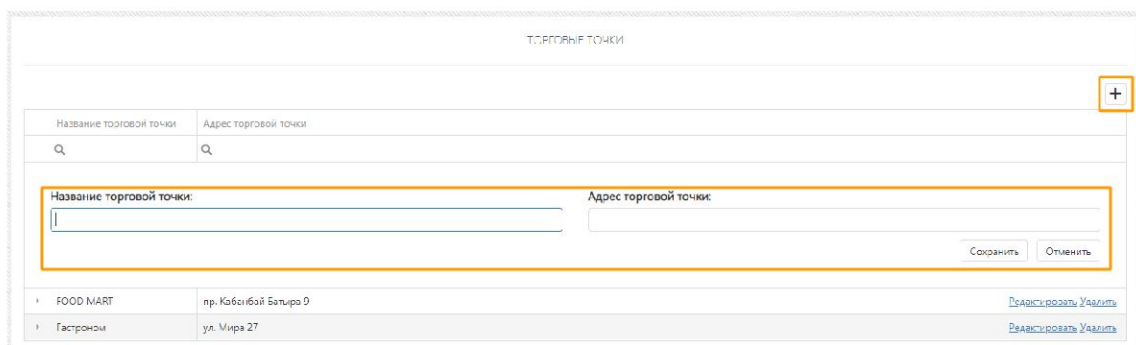 ТОРГОВЫЕ ТОЧКИ
+
Название торговой точки Адрес торговой точки
Название торговой точки: Адрес торговой точки:
Сохранить Отменить
FOOD MART пр. Кабанбай Батыра 9 Редактировать Удалить
Гастроном ул. Мира 27 Редактировать Удалить